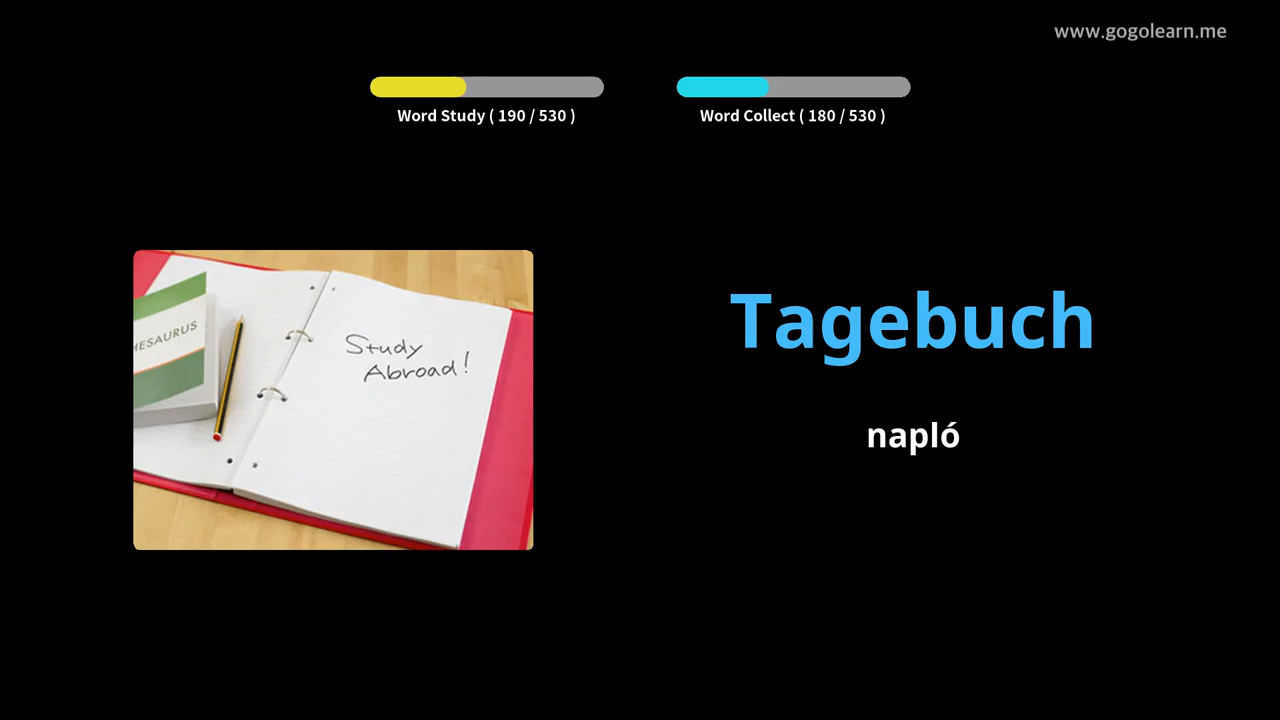 www.gogolearn.me
Word Study ( 190 / 530 )
Word Collect ( 180 / 530 )
HESAURUS
Study
Abroad!
Tagebuch
napló